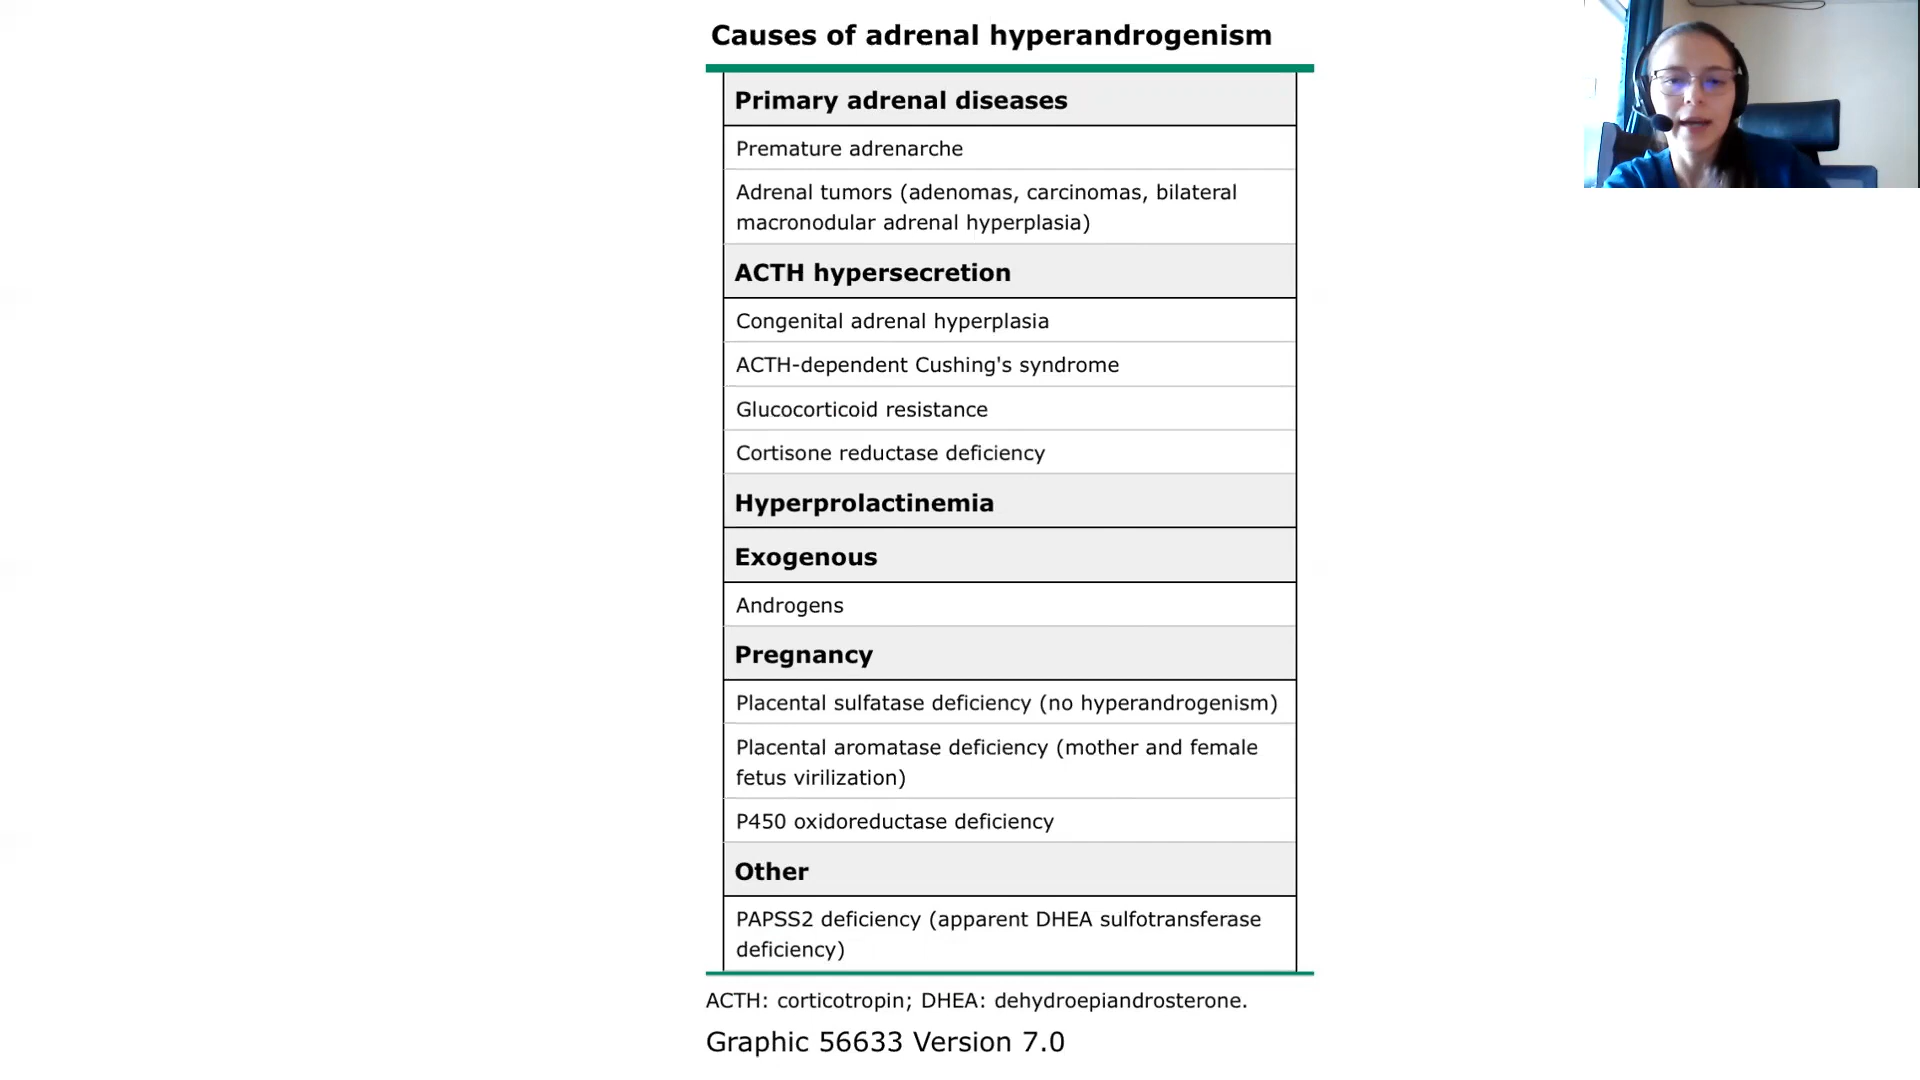 Causes of adrenal hyperandrogenism
Primary adrenal diseases
Premature adrenarche
Adrenal tumors (adenomas, carcinomas, bilateral
macronodular adrenal hyperplasia)
ACTH hypersecretion
Congenital adrenal hyperplasia
ACTH-dependent Cushing's syndrome
Glucocorticoid resistance
Cortisone reductase deficiency
Hyperprolactinemia
Exogenous
Androgens
Pregnancy
Placental sulfatase deficiency (no hyperandrogenism)
Placental aromatase deficiency (mother and female
fetus virilization)
P450 oxidoreductase deficiency
Other
PAPSS2 deficiency (apparent DHEA sulfotransferase
deficiency)
ACTH: corticotropin; DHEA: dehydroepiandrosterone.
Graphic 56633 Version 7.0